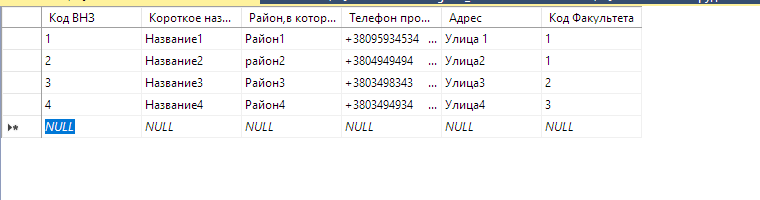 Код ВНЗ Короткое наз... Район,в котор... Телефон про... Адрес Код Факультета
1 Название1 Район1 +38095934534 ... Улица 1 1
2 Название2 район2 +3804949494 ... Улица2 1
3 Название3 Район3 +3803498343 ... Улица3 2
4 Название4 Район4 +3803494934 ... Улица4 3
NULL NULL NULL NULL NULL NULL